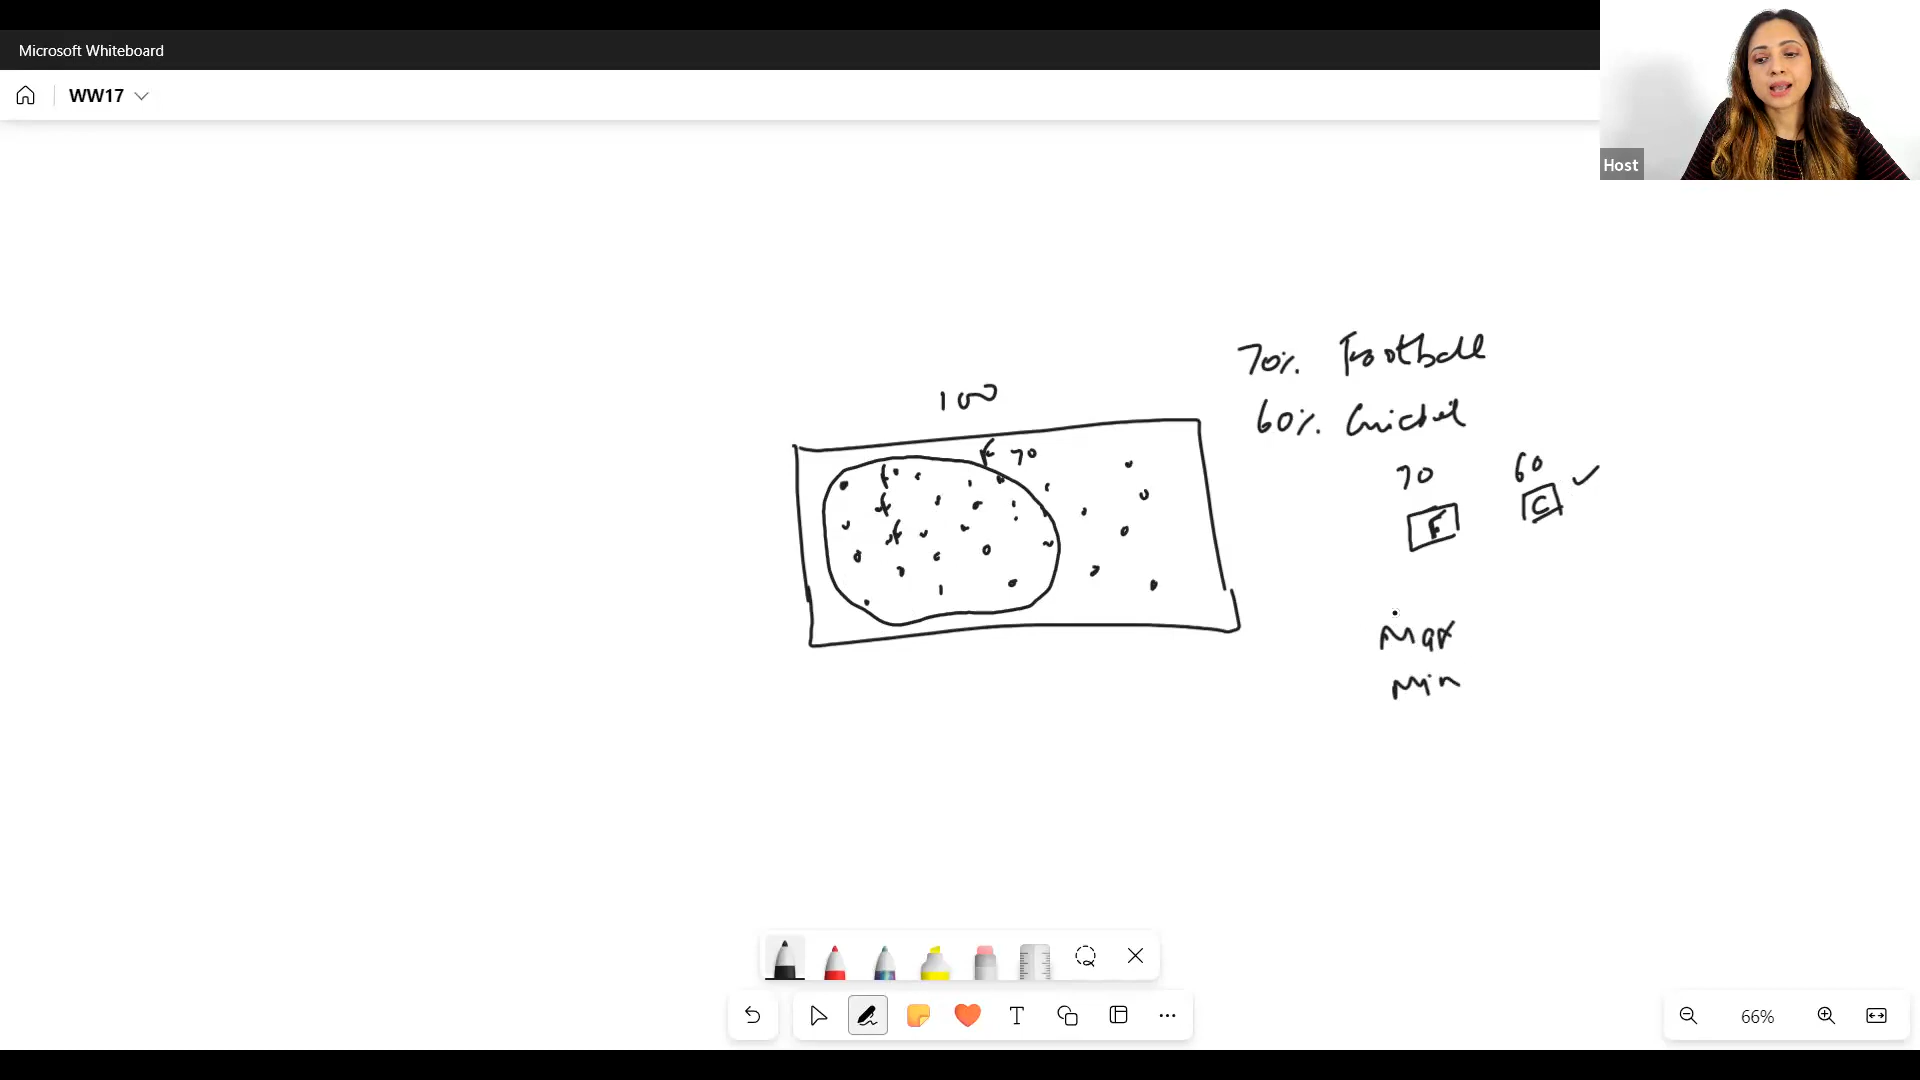 Microsoft Whiteboard
WW17
Host
70% Football
100
60% Cricket
F 70
70 60
F C
f
f
f
Max
Min
66%